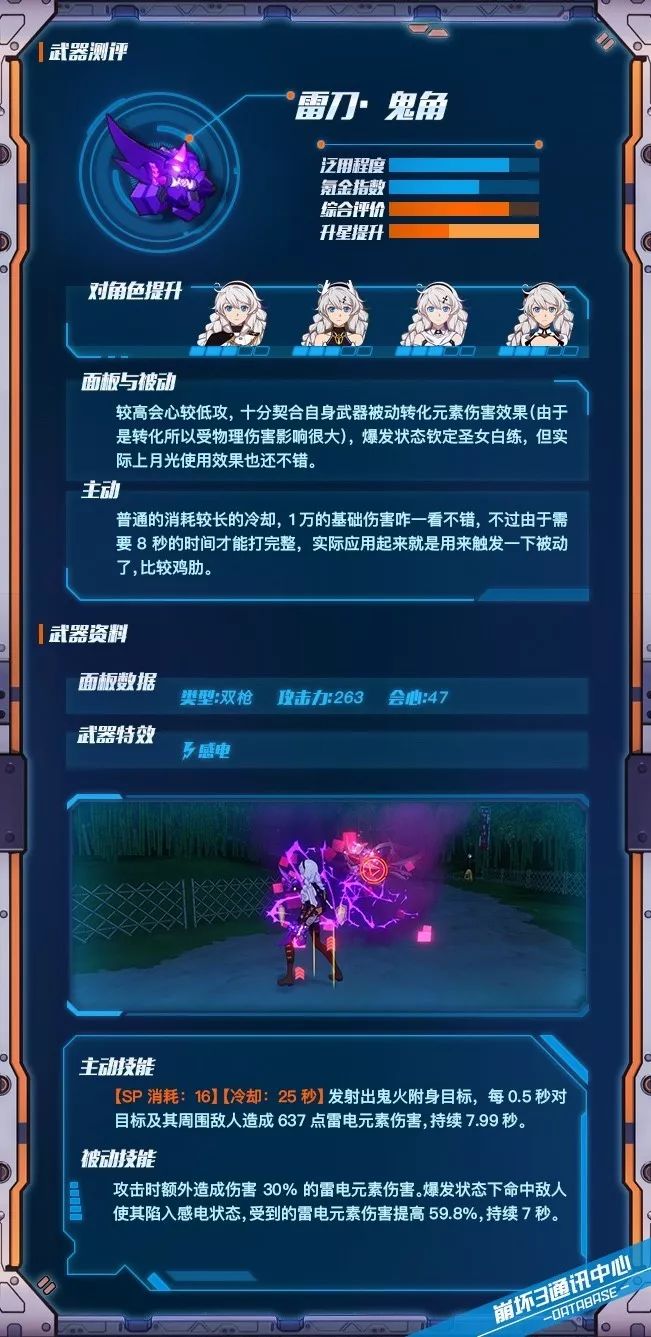 武器测评
雷刀·鬼角
泛用程度
氪金指数
综合评价
升星提升
对角色提升
面板与被动
较高会心较低攻，十分契合自身武器被动转化元素伤害效果(由于
是转化所以受物理伤害影响很大)，爆发状态钦定圣女白练，但实
际上月光使用效果也还不错。
主动
普通的消耗较长的冷却，1万的基础伤害咋一看不错，不过由于需
要 8 秒的时间才能打完整，实际应用起来就是用来触发一下被动
了，比较鸡肋。
武器资料
面板数据
类型:双枪 攻击力:263 会心:47
武器特效
感电
主动技能
【SP 消耗：16】【冷却：25 秒】发射出鬼火附身目标，每 0.5 秒对
目标及其周围敌人造成 637 点雷电元素伤害，持续 7.99 秒。
被动技能
攻击时额外造成伤害 30% 的雷电元素伤害。爆发状态下命中敌人
使其陷入感电状态，受到的雷电元素伤害提高 59.8%，持续 7 秒。
崩坏3通讯中心
-DATABASE-